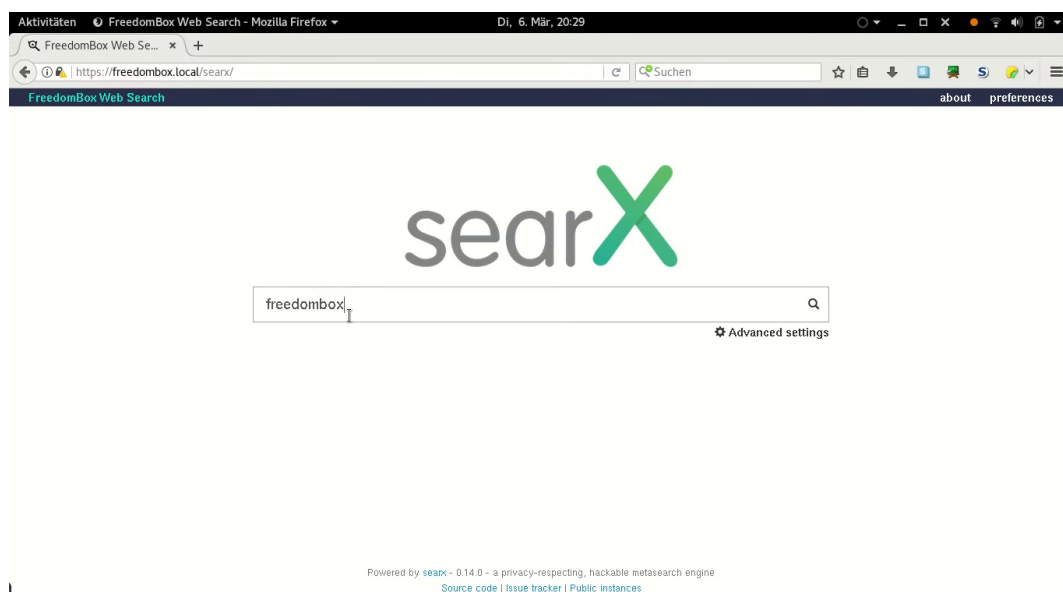 Aktivitäten FreedomBox Web Search - Mozilla Firefox Di, 6. Mär, 20:29
FreedomBox Web Se...
https://freedombox.local/searx/ Suchen
FreedomBox Web Search about preferences
searX
freedombox
Advanced settings
Powered by searx - 0.14.0 - a privacy-respecting, hackable metasearch engine
Source code | Issue tracker | Public instances